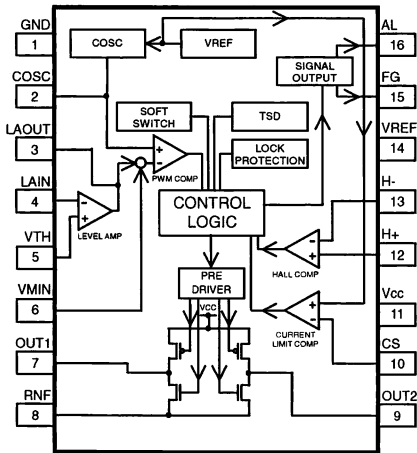 GND
1
COSC
2
LAOUT
3
LAIN
4
VTH
5
VMIN
6
OUT1
7
RNF
8
COSC
VREF
SIGNAL
OUTPUT
SOFT
SWITCH
TSD
LOCK
PROTECTION
+
-
PWM COMP
-
+
LEVEL AMP
CONTROL
LOGIC
-
+
HALL COMP
PRE
DRIVER
VCC
+
-
CURRENT
LIMIT COMP
AL
16
FG
15
VREF
14
H-
13
H+
12
Vcc
11
CS
10
OUT2
9